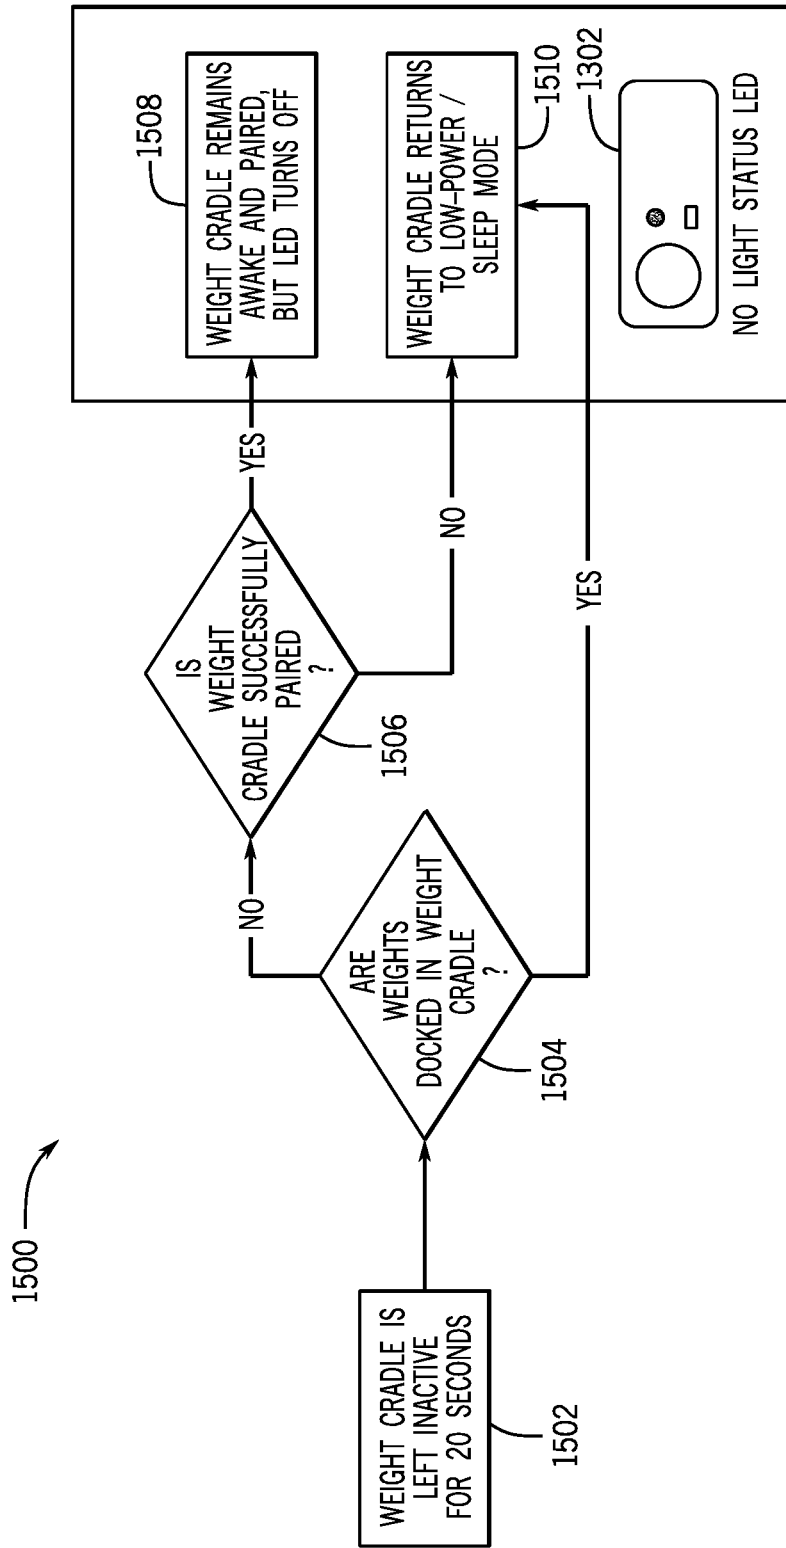 1500
WEIGHT CRADLE IS
LEFT INACTIVE
FOR 20 SECONDS
1502
ARE
WEIGHTS
DOCKED IN WEIGHT
CRADLE
?
1504
NO
YES
IS
WEIGHT
CRADLE SUCCESSFULLY
PAIRED
?
1506
YES
NO
WEIGHT CRADLE REMAINS
AWAKE AND PAIRED,
BUT LED TURNS OFF
1508
WEIGHT CRADLE RETURNS
TO LOW-POWER /
SLEEP MODE
1510
1302
NO LIGHT STATUS LED